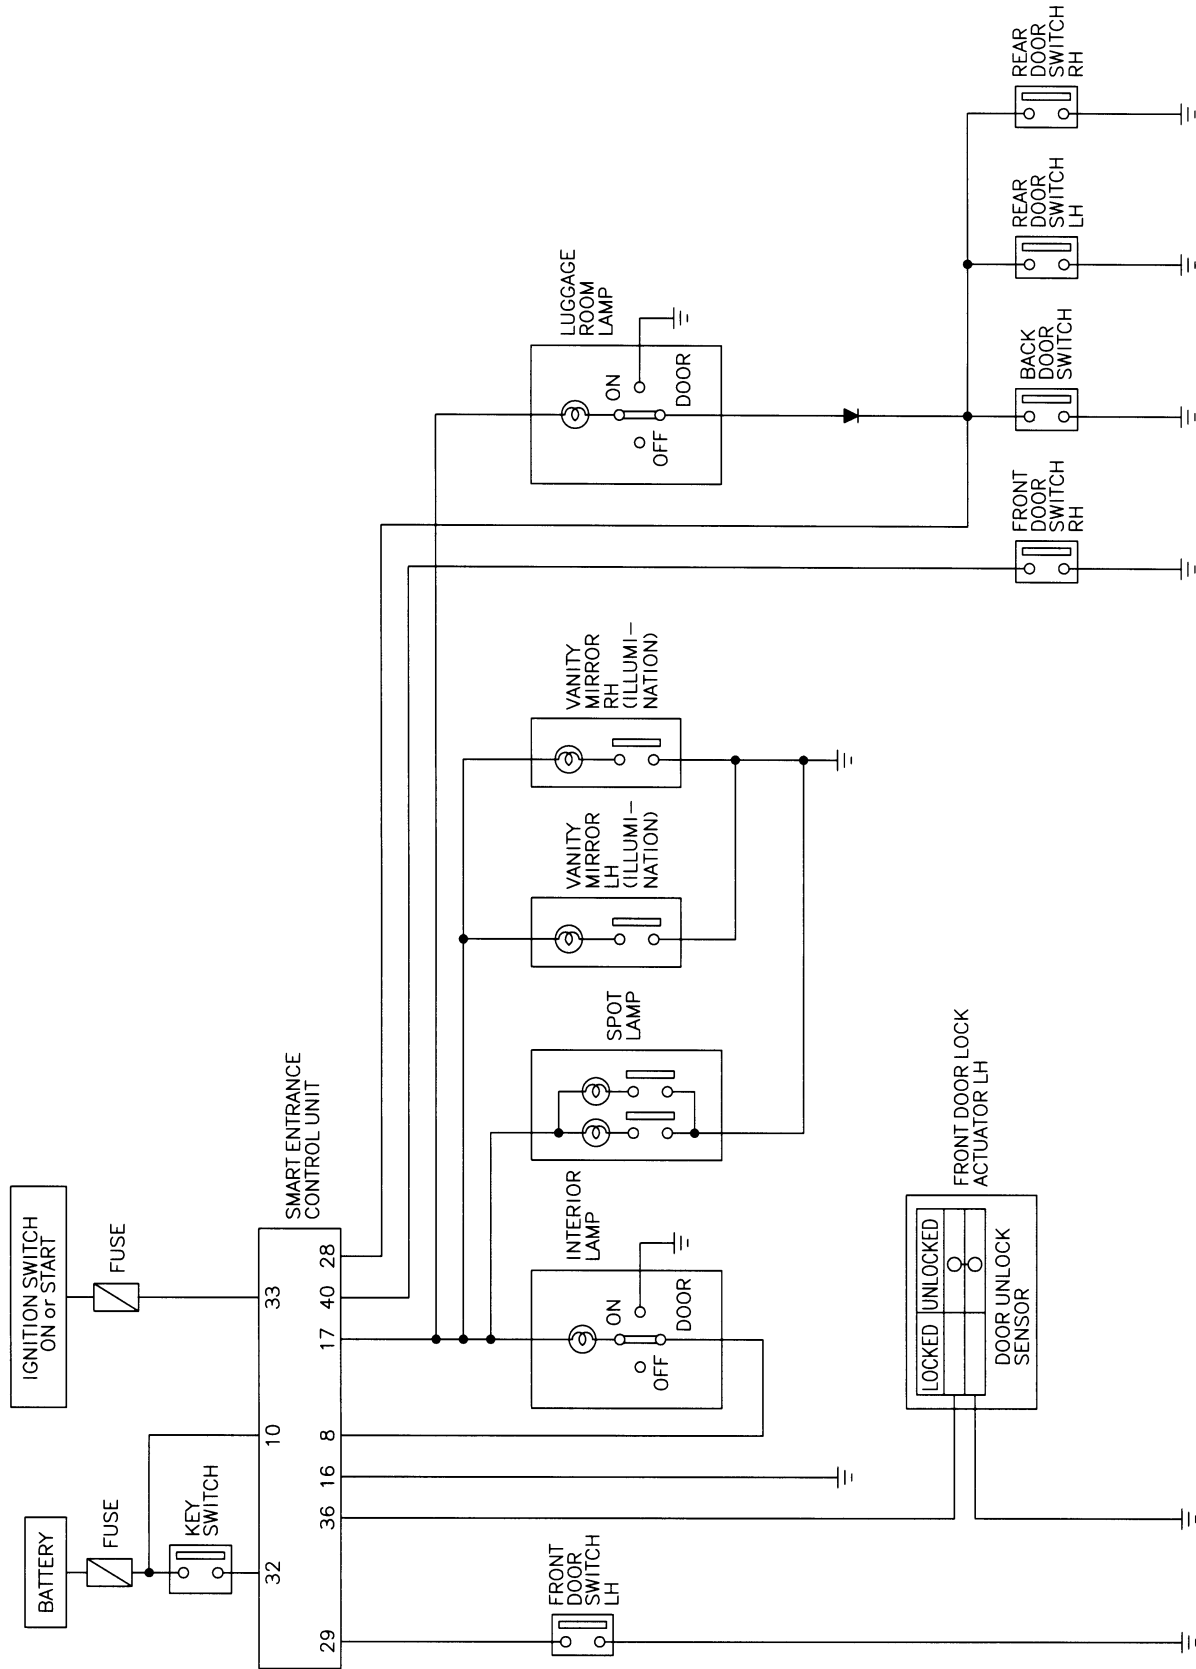 BATTERY
FUSE
KEY
SWITCH
IGNITION SWITCH
ON or START
FUSE
SMART ENTRANCE
CONTROL UNIT
32
10
33
29
36
16
8
17
40
28
FRONT
DOOR
SWITCH
LH
INTERIOR
LAMP
OFF
ON
DOOR
SPOT
LAMP
VANITY
MIRROR
LH
(ILLUMI-
NATION)
VANITY
MIRROR
RH
(ILLUMI-
NATION)
LUGGAGE
ROOM
LAMP
OFF
ON
DOOR
FRONT DOOR LOCK
ACTUATOR LH
LOCKED
UNLOCKED
DOOR UNLOCK
SENSOR
FRONT
DOOR
SWITCH
RH
BACK
DOOR
SWITCH
REAR
DOOR
SWITCH
LH
REAR
DOOR
SWITCH
RH